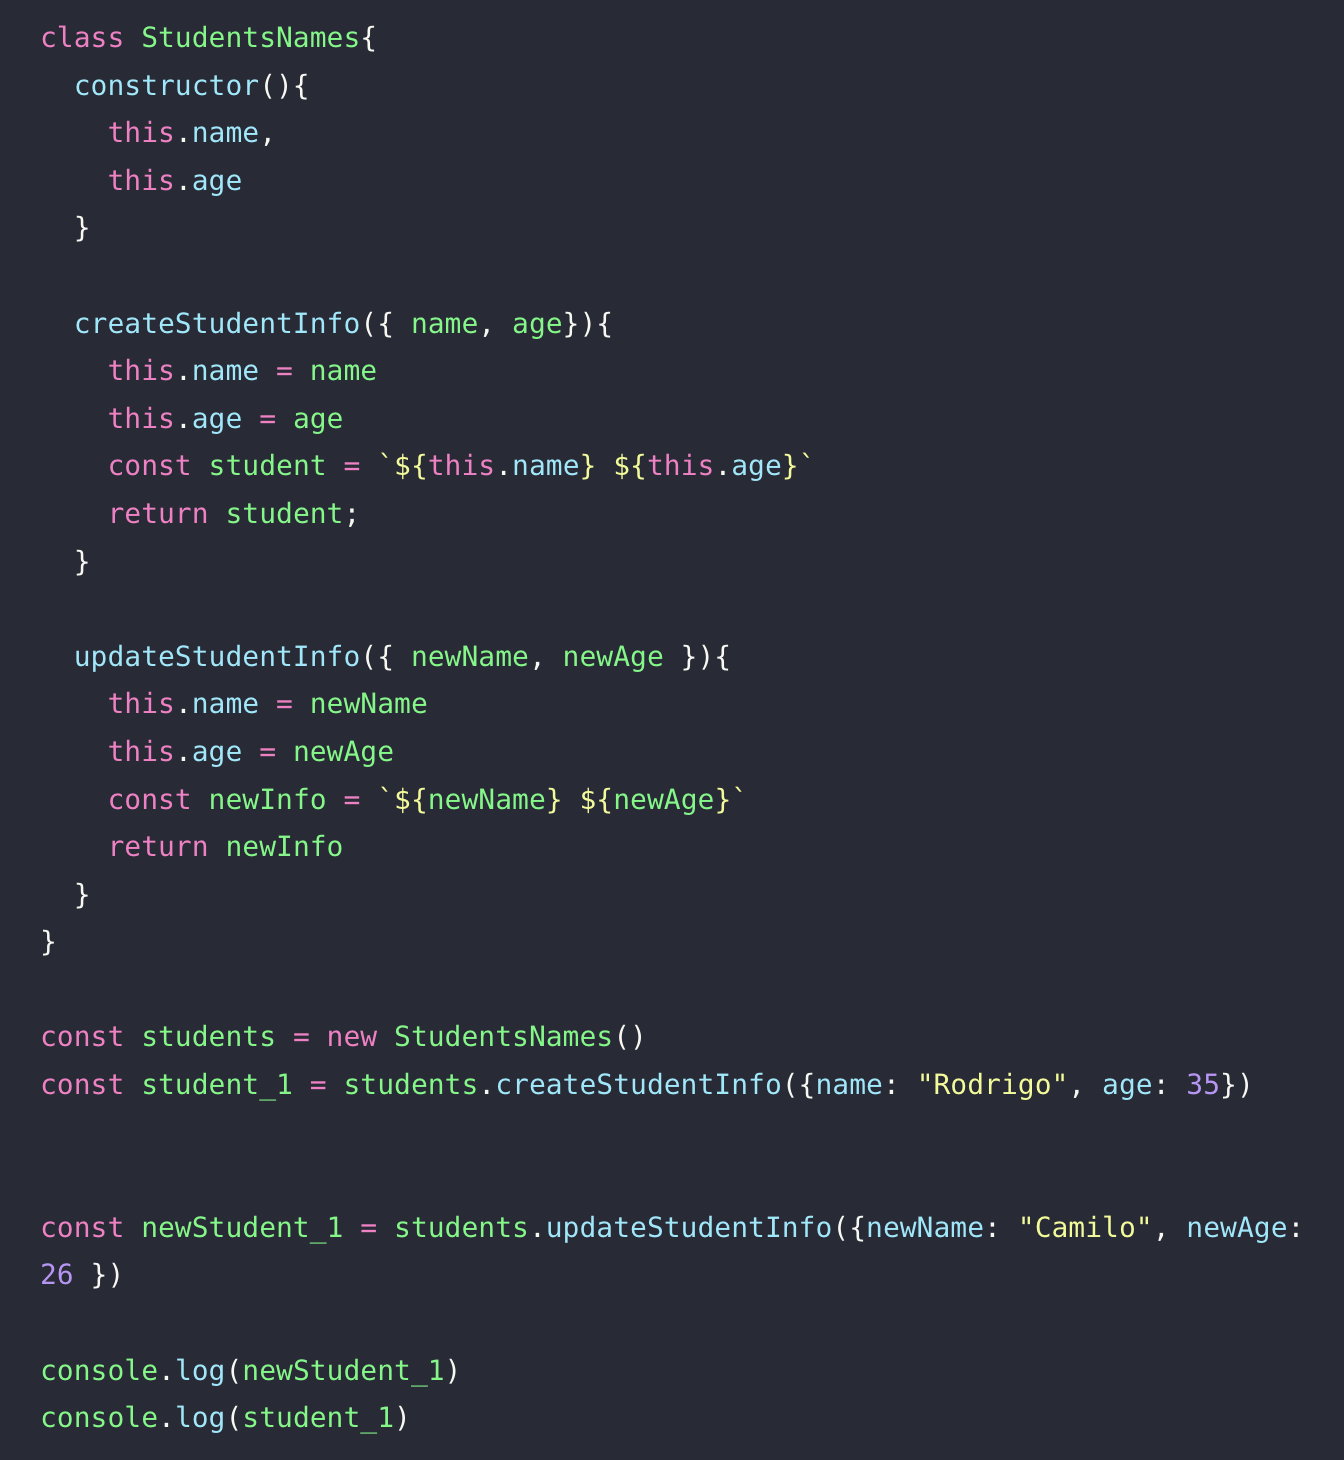 class StudentsNames{
  constructor(){
    this.name,
    this.age
  }

  createStudentInfo({ name, age}){
    this.name = name
    this.age = age
    const student = `${this.name} ${this.age}`
    return student;
  }

  updateStudentInfo({ newName, newAge }){
    this.name = newName
    this.age = newAge
    const newInfo = `${newName} ${newAge}`
    return newInfo
  }
}

const students = new StudentsNames()
const student_1 = students.createStudentInfo({name: "Rodrigo", age: 35})


const newStudent_1 = students.updateStudentInfo({newName: "Camilo", newAge:
26 })

console.log(newStudent_1)
console.log(student_1)